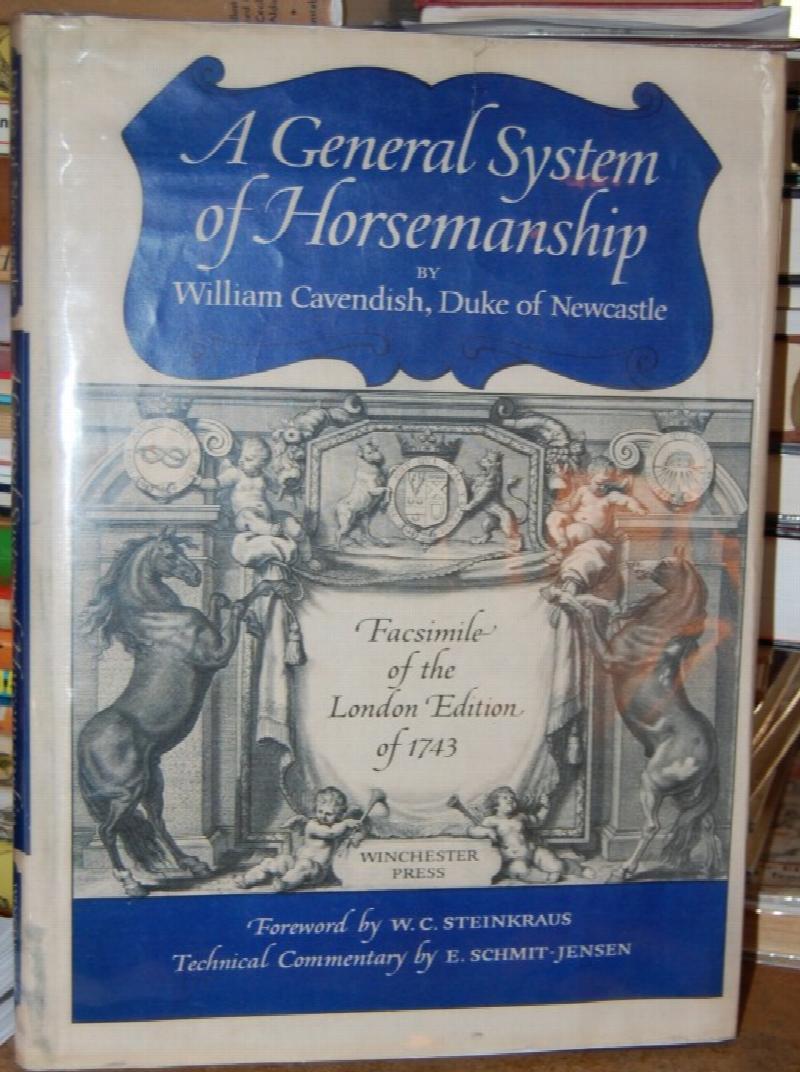 A General System
of Horsemanship
BY
William Cavendish, Duke of Newcastle
Facsimile
of the
London Edition
of 1743
WINCHESTER
PRESS
Foreword by W. C. STEINKRAUS
Technical Commentary by E. SCHMIT-JENSEN